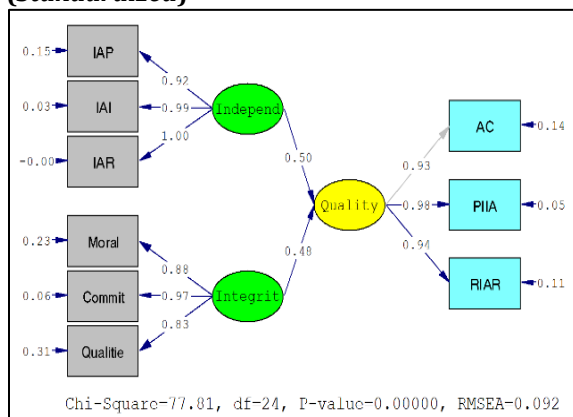 (Standardized)
0.15 IAP
0.03 IAI
-0.00 IAR
0.92
0.99
1.00
Independ
0.50
0.23 Moral
0.06 Commit
0.31 Qualitie
0.88
0.97
0.83
Integrit
0.48
Quality
0.93
0.98
0.94
AC 0.14
PIIA 0.05
RIAR 0.11
Chi-Square=77.81, df=24, P-value=0.00000, RMSEA=0.092